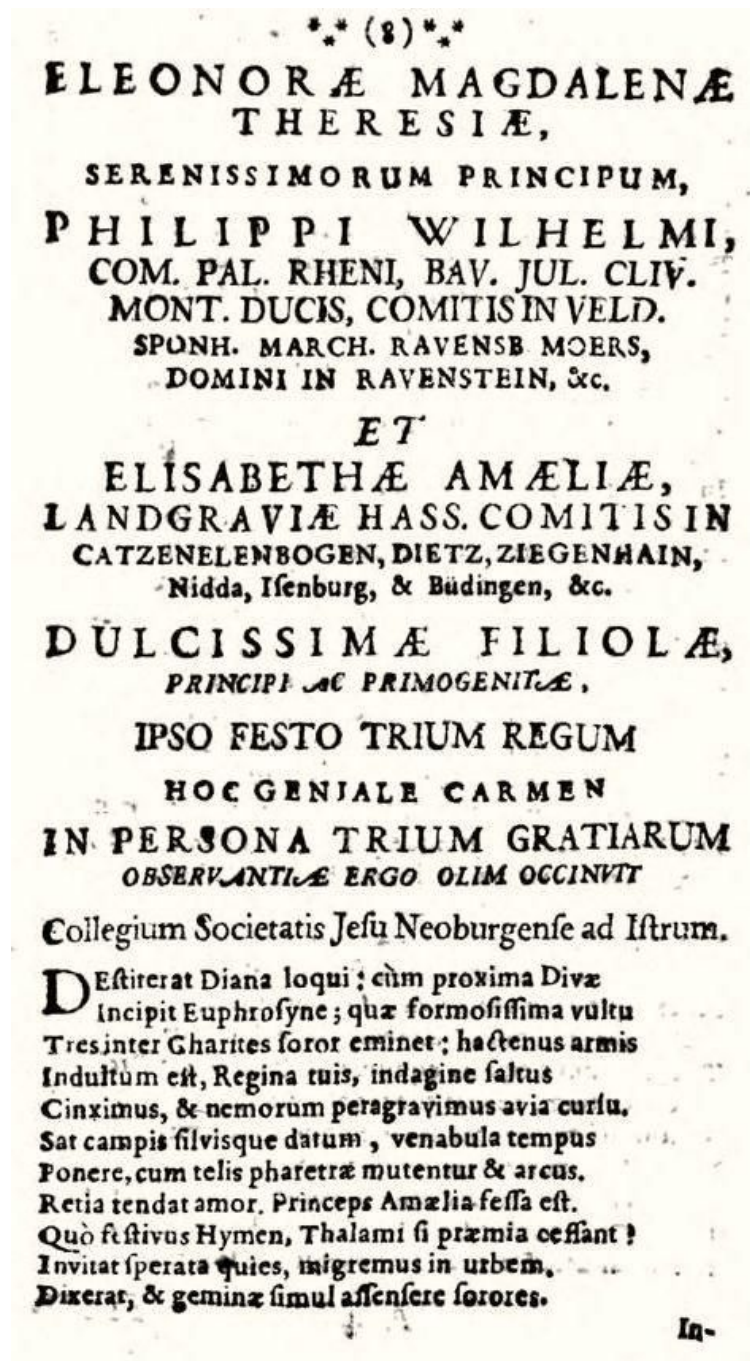 *⁎* (8) *⁎*
ELEONORÆ MAGDALENÆ
THERESIÆ,
SERENISSIMORUM PRINCIPUM,
PHILIPPI WILHELMI,
COM. PAL. RHENI, BAV. JUL. CLIV.
MONT. DUCIS, COMITIS IN VELD.
SPONH. MARCH. RAVENSB MOERS,
DOMINI IN RAVENSTEIN, &c.
ET
ELISABETHÆ AMÆLIÆ,
LANDGRAVIÆ HASS. COMITIS IN
CATZENELENBOGEN, DIETZ, ZIEGENHAIN,
Nidda, Iſenburg, & Büdingen, &c.
DULCISSIMÆ FILIOLÆ,
PRINCIPI AC PRIMOGENITÆ,
IPSO FESTO TRIUM REGUM
HOC GENIALE CARMEN
IN PERSONA TRIUM GRATIARUM
OBSERVANTIÆ ERGO OLIM OCCINVIT
Collegium Societatis Jeſu Neoburgenſe ad Iſtrum.
DEſtiterat Diana loqui; cùm proxima Divæ
Incipit Euphroſyne; quæ formoſiſſima vultu
Tres inter Charites ſoror eminet; hactenus armis
Indultum eſt, Regina tuis, indagine ſaltus
Cinximus, & nemorum peragravimus avia curſu.
Sat campis ſilvisque datum, venabula tempus
Ponere, cum telis pharetræ mutentur & arcus.
Retia tendat amor. Princeps Amælia feſſa eſt.
Quò feſtivus Hymen, Thalami ſi præmia ceſſant?
Invitat ſperata quies, migremus in urbem.
Dixerat, & geminæ ſimul aſſenſere ſorores.
In-